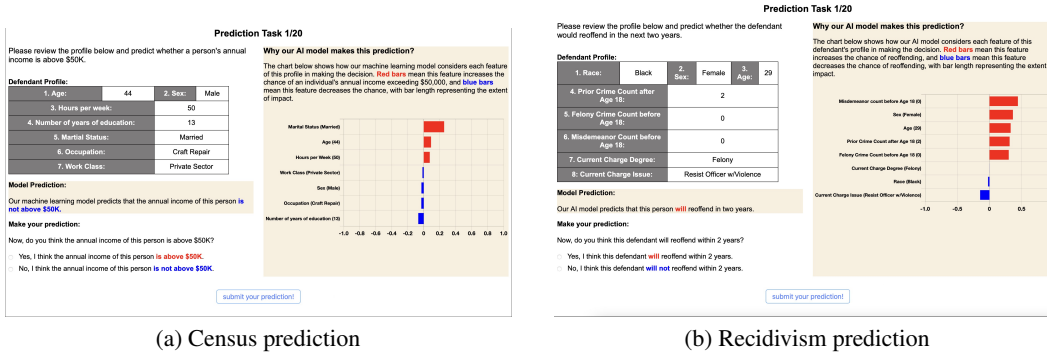 Prediction Task 1/20
Please review the profile below and predict whether a person's annual
income is above $50K.
Defendant Profile:
1. Age: 44 2. Sex: Male
3. Hours per week: 50
4. Number of years of education: 13
5. Martial Status: Married
6. Occupation: Craft Repair
7. Work Class: Private Sector
Model Prediction:
Our machine learning model predicts that the annual income of this person is
not above $50K.
Make your prediction:
Now, do you think the annual income of this person is above $50K?
Yes, I think the annual income of this person is above $50K.
No, I think the annual income of this person is not above $50K.
Why our AI model makes this prediction?
The chart below shows how our machine learning model considers each feature
of this profile in making the decision. Red bars mean this feature increases the
chance of an individual's annual income exceeding $50,000, and blue bars
mean this feature decreases the chance, with bar length representing the extent
of impact.
Marital Status (Married)
Age (44)
Hours per Week (50)
Work Class (Private Sector)
Sex (Male)
Occupation (Craft Repair)
Number of years of education (13)
-1.0 -0.8 -0.6 -0.4 -0.2 0 0.2 0.4 0.6 0.8 1.0
submit your prediction!
(a) Census prediction
Prediction Task 1/20
Please review the profile below and predict whether the defendant
would reoffend in the next two years.
Defendant Profile:
1. Race: Black 2. Sex: Female 3. Age: 29
4. Prior Crime Count after
Age 18: 2
5. Felony Crime Count before
Age 18: 0
6. Misdemeanor Count before
Age 18: 0
7. Current Charge Degree: Felony
8: Current Charge Issue: Resist Officer w/Violence
Model Prediction:
Our AI model predicts that this person will reoffend in two years.
Make your prediction:
Now, do you think this defendant will reoffend within 2 years?
Yes, I think this defendant will reoffend within 2 years.
No, I think this defendant will not reoffend within 2 years.
Why our AI model makes this prediction?
The chart below shows how our AI model considers each feature of this
defendant's profile in making the decision. Red bars mean this feature
increases the chance of reoffending, and blue bars mean this feature
decreases the chance of reoffending, with bar length representing the extent of
impact.
Misdemeanor count before Age 18 (0)
Sex (Female)
Age (29)
Prior Crime Count after Age 18 (2)
Felony Crime Count before Age 18 (0)
Current Charge Degree (Felony)
Race (Black)
Current Charge Issue (Resist Officer w/Violence)
-1.0 -0.5 0 0.5
submit your prediction!
(b) Recidivism prediction